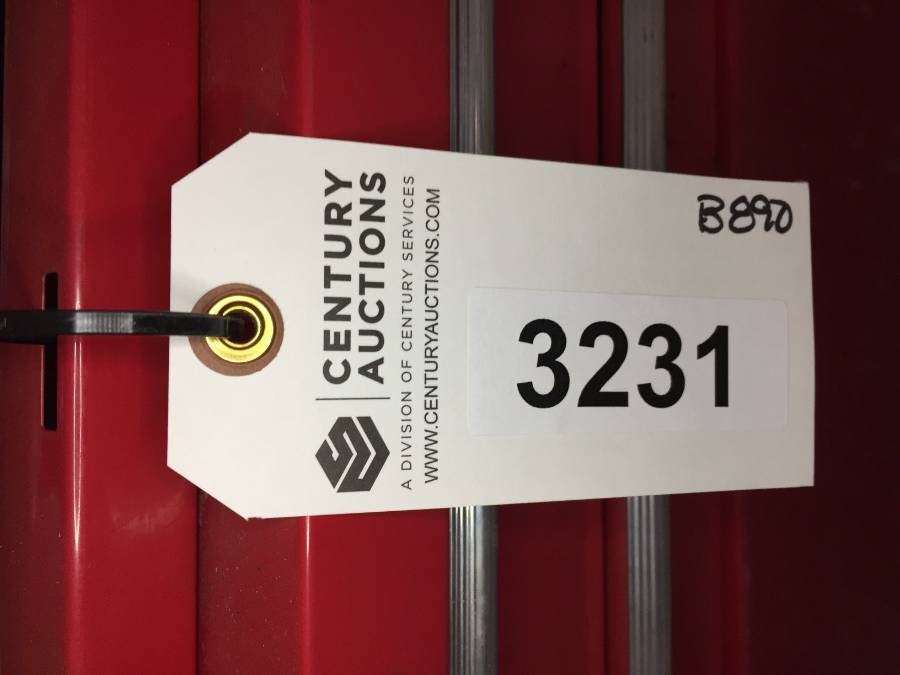 CENTURY
AUCTIONS
A DIVISION OF CENTURY SERVICES
WWW.CENTURYAUCTIONS.COM
B890
3231